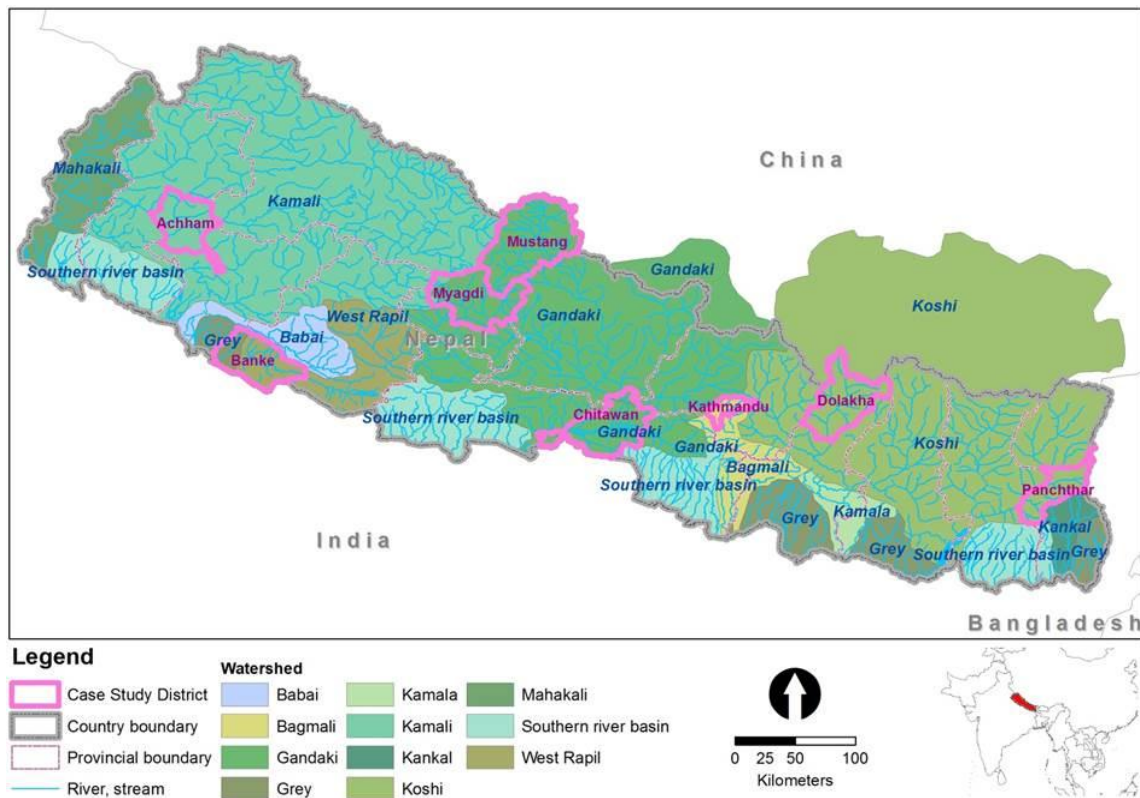 China
Mahakali
Kamali
Achham
Mustang
Southern river basin
Gandaki
Koshi
Myagdi
Gandaki
West Rapil
Grey
Babai
Nepal
Banke
Dolakha
Kathmandu
Chitawan
Southern river basin
Gandaki
Gandaki
Koshi
Bagmali
Southern river basin
Panchthar
Kamala
Grey
Kankal
India
Grey
Southern river basin
Grey
Bangladesh
Legend
Case Study District
Country boundary
Provincial boundary
River, stream
Watershed
Babai
Bagmali
Gandaki
Grey
Kamala
Kamali
Kankal
Koshi
Mahakali
Southern river basin
West Rapil
0 25 50 100
Kilometers